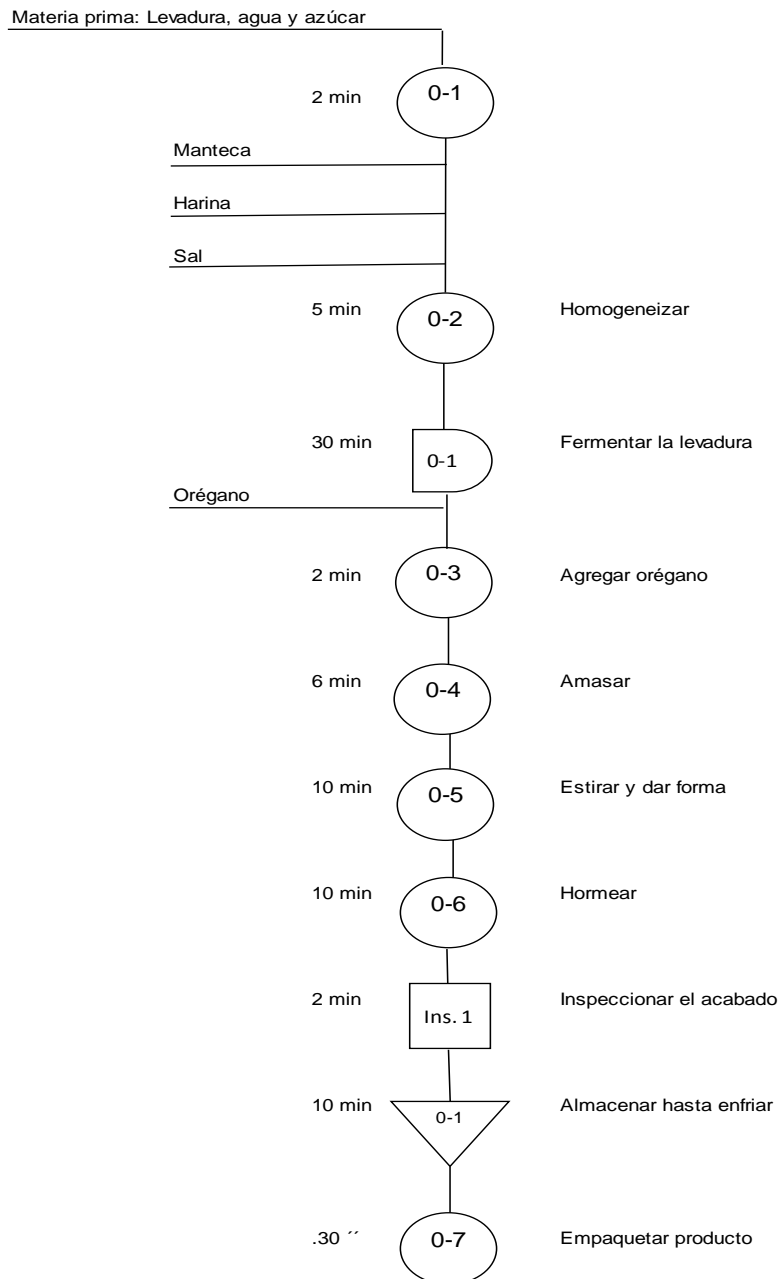 Materia prima: Levadura, agua y azúcar
2 min 0-1
Manteca
Harina
Sal
5 min 0-2 Homogeneizar
30 min 0-1 Fermentar la levadura
Orégano
2 min 0-3 Agregar orégano
6 min 0-4 Amasar
10 min 0-5 Estirar y dar forma
10 min 0-6 Hormear
2 min Ins. 1 Inspeccionar el acabado
10 min 0-1 Almacenar hasta enfriar
.30 ´´ 0-7 Empaquetar producto